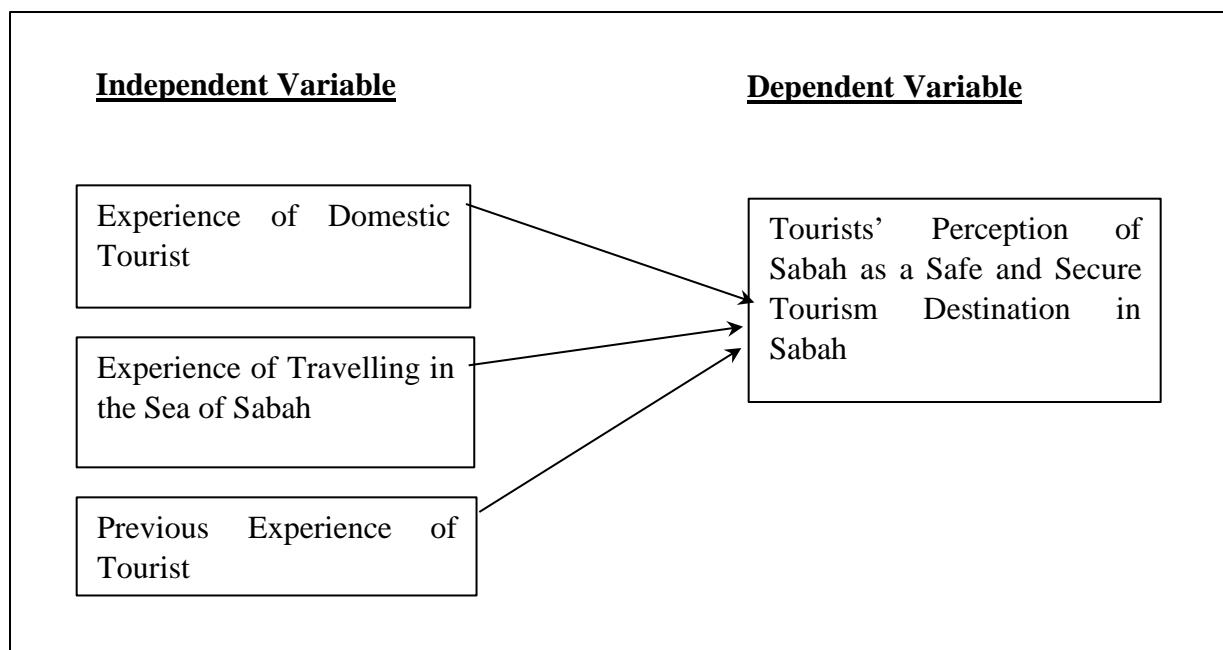 Independent Variable
Experience of Domestic
Tourist
Experience of Travelling in
the Sea of Sabah
Previous Experience of
Tourist
Dependent Variable
Tourists’ Perception of
Sabah as a Safe and Secure
Tourism Destination in
Sabah